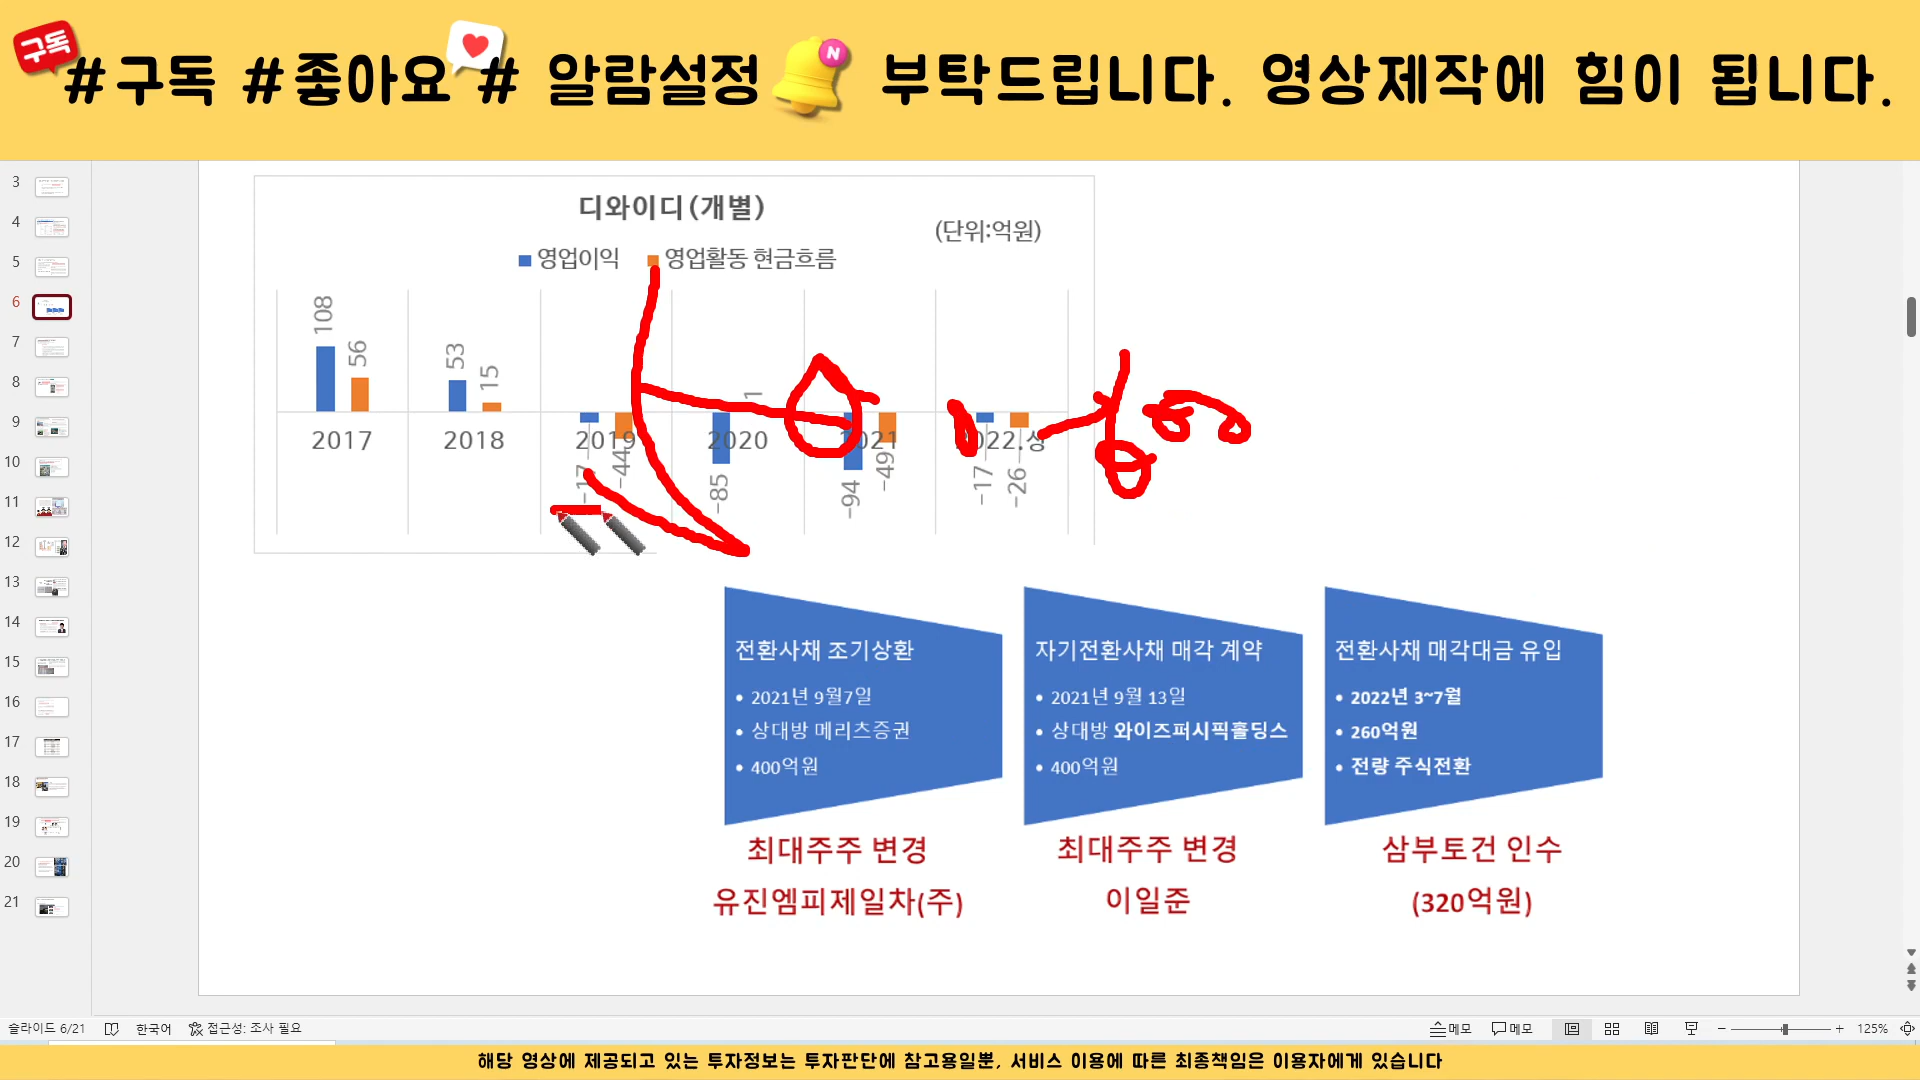 구독
#구독 #좋아요 # 알람설정 N 부탁드립니다. 영상제작에 힘이 됩니다.
3
4
5
6
7
8
9
10
11
12
13
14
15
16
17
18
19
20
21
디와이디(개별)
(단위:억원)
영업이익 영업활동 현금흐름
108 56 53 15 1
2017 2018 2019 2020 2021 2022.상
-17 -44 -85 -94 -49 -17 -26
전환사채 조기상환
• 2021년 9월7일
• 상대방 메리츠증권
• 400억원
최대주주 변경
유진엠피제일차(주)
자기전환사채 매각 계약
• 2021년 9월 13일
• 상대방 와이즈퍼시픽홀딩스
• 400억원
최대주주 변경
이일준
전환사채 매각대금 유입
• 2022년 3~7월
• 260억원
• 전량 주식전환
삼부토건 인수
(320억원)
슬라이드 6/21 한국어 접근성: 조사 필요 메모 메모 125%
해당 영상에 제공되고 있는 투자정보는 투자판단에 참고용일뿐, 서비스 이용에 따른 최종책임은 이용자에게 있습니다